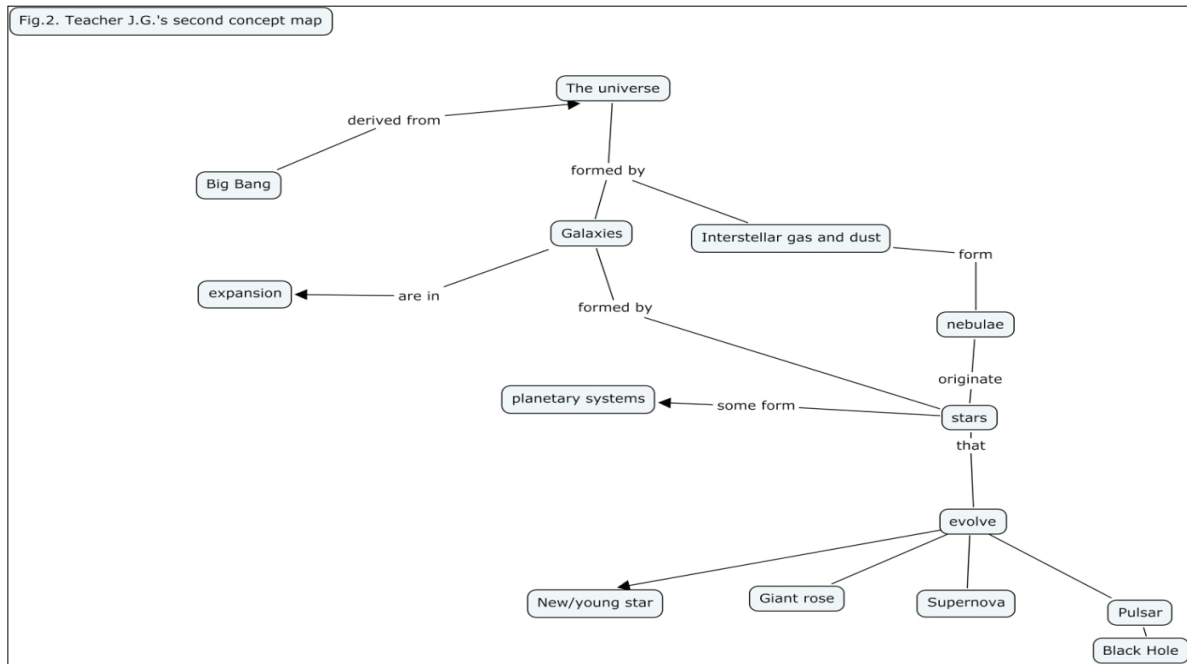 Fig.2. Teacher J.G.'s second concept map
The universe
derived from
Big Bang
formed by
Galaxies
Interstellar gas and dust
form
expansion
are in
formed by
nebulae
originate
planetary systems
some form
stars
that
evolve
New/young star
Giant rose
Supernova
Pulsar
Black Hole